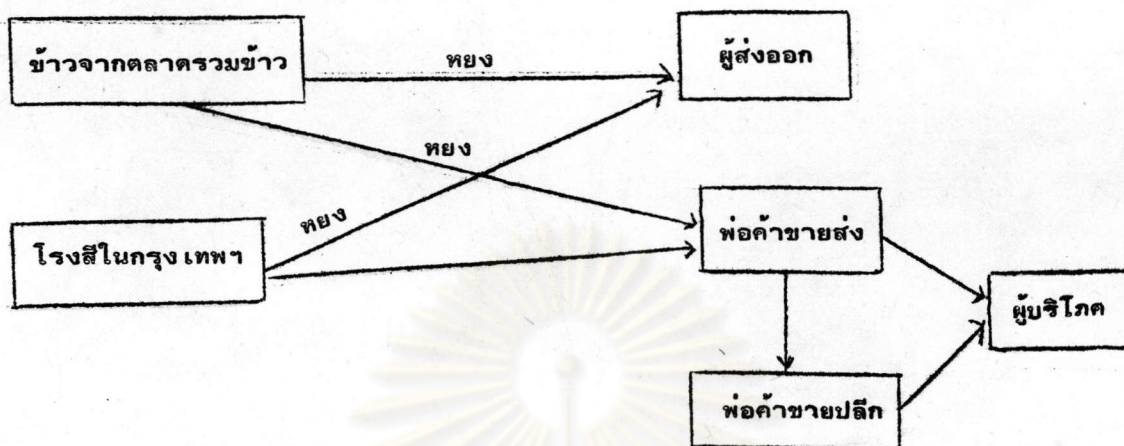 ข้าวจากตลาดรวมข้าว
หยง
ผู้ส่งออก
หยง
หยง
โรงสีในกรุงเทพฯ
พ่อค้าขายส่ง
ผู้บริโภค
พ่อค้าขายปลีก